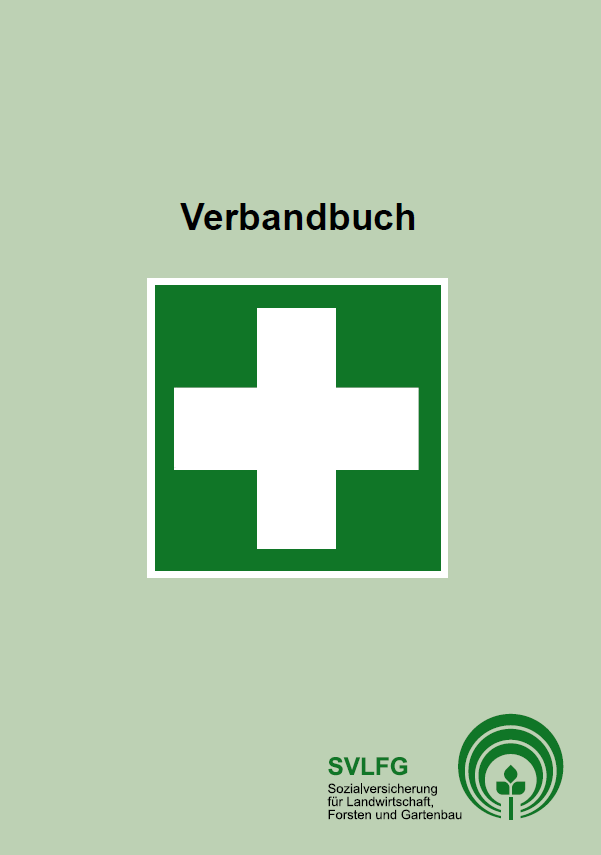 Verbandbuch
SVLFG
Sozialversicherung
für Landwirtschaft,
Forsten und Gartenbau